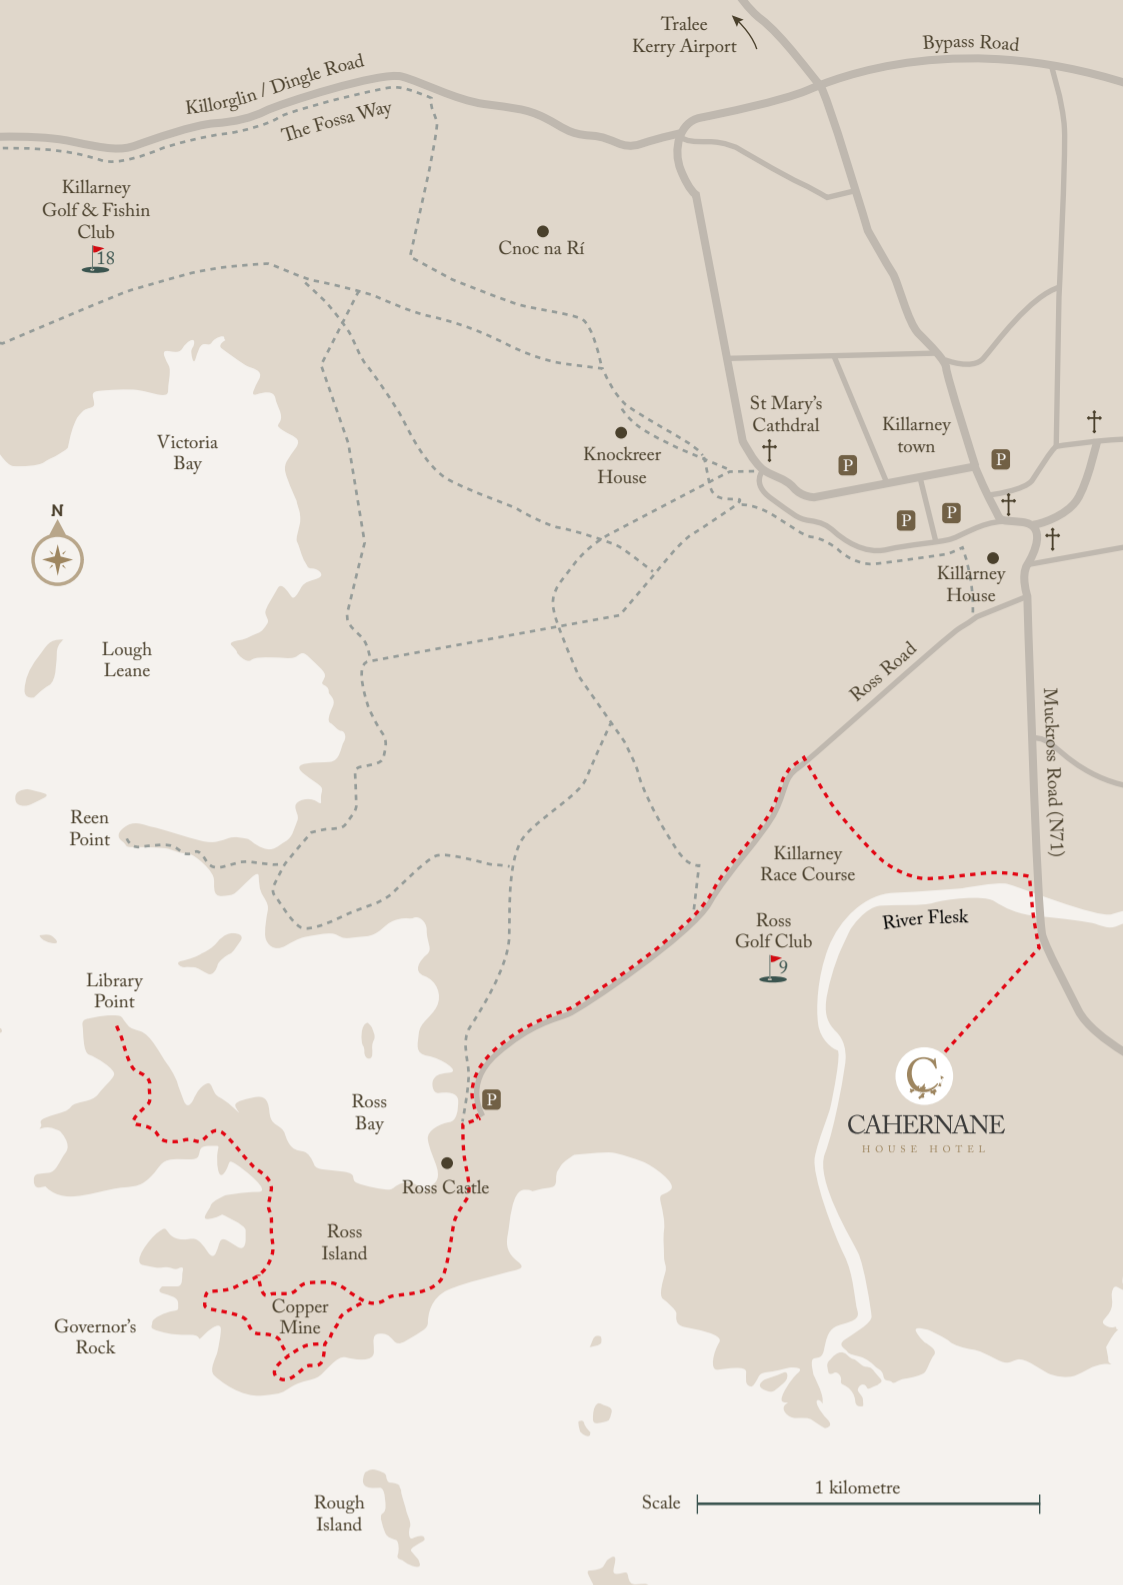 Tralee
Kerry Airport
Bypass Road
Killorglin / Dingle Road
The Fossa Way
Killarney
Golf & Fishin
Club
18
Cnoc na Rí
St Mary's
Cathdral
Killarney
town
Victoria
Bay
Knockreer
House
P
P
P
P
N
Killarney
House
Lough
Leane
Ross Road
Muckross Road (N71)
Reen
Point
Killarney
Race Course
River Flesk
Ross
Golf Club
9
Library
Point
Ross
Bay
P
C
CAHERNANE
HOUSE HOTEL
Ross Castle
Ross
Island
Copper
Mine
Governor's
Rock
Rough
Island
Scale
1 kilometre